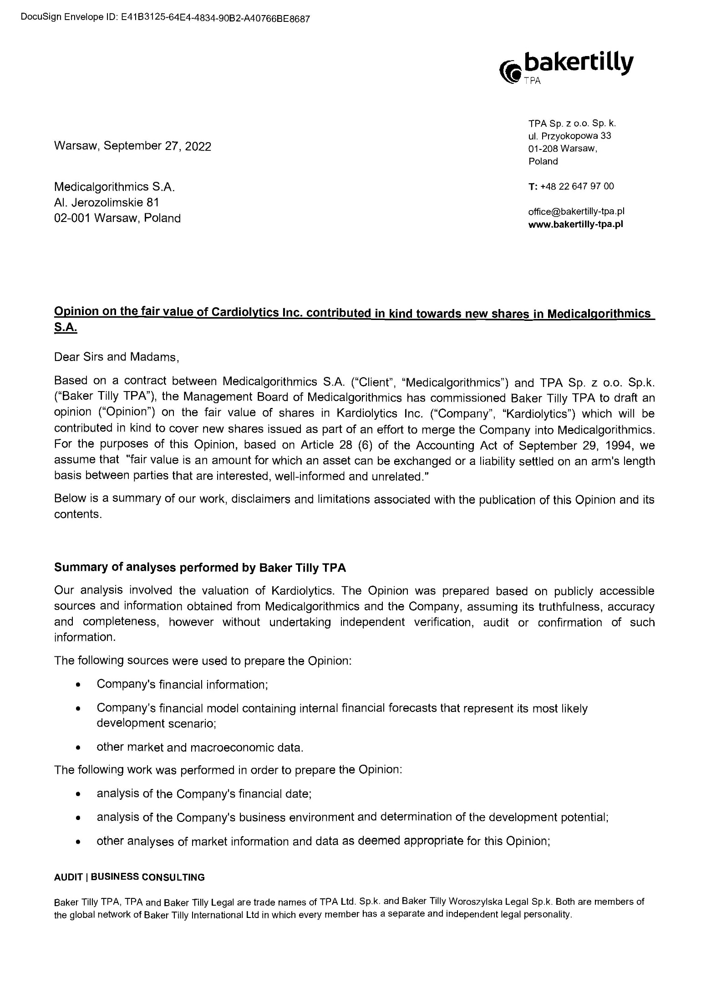 DocuSign Envelope ID: E41B3125-64E4-4834-90B2-A40766BE8687
bakertilly
TPA
TPA Sp. z o.o. Sp. k.
ul. Przyokopowa 33
01-208 Warsaw,
Poland
T: +48 22 647 97 00
office@bakertilly-tpa.pl
www.bakertilly-tpa.pl
Warsaw, September 27, 2022
Medicalgorithmics S.A.
Al. Jerozolimskie 81
02-001 Warsaw, Poland
Opinion on the fair value of Cardiolytics Inc. contributed in kind towards new shares in Medicalgorithmics
S.A.
Dear Sirs and Madams,
Based on a contract between Medicalgorithmics S.A. (“Client”, “Medicalgorithmics”) and TPA Sp. z o.o. Sp.k.
(“Baker Tilly TPA”), the Management Board of Medicalgorithmics has commissioned Baker Tilly TPA to draft an
opinion (“Opinion”) on the fair value of shares in Kardiolytics Inc. (“Company”, “Kardiolytics”) which will be
contributed in kind to cover new shares issued as part of an effort to merge the Company into Medicalgorithmics.
For the purposes of this Opinion, based on Article 28 (6) of the Accounting Act of September 29, 1994, we
assume that "fair value is an amount for which an asset can be exchanged or a liability settled on an arm's length
basis between parties that are interested, well-informed and unrelated."
Below is a summary of our work, disclaimers and limitations associated with the publication of this Opinion and its
contents.
Summary of analyses performed by Baker Tilly TPA
Our analysis involved the valuation of Kardiolytics. The Opinion was prepared based on publicly accessible
sources and information obtained from Medicalgorithmics and the Company, assuming its truthfulness, accuracy
and completeness, however without undertaking independent verification, audit or confirmation of such
information.
The following sources were used to prepare the Opinion:
• Company's financial information;
• Company’s financial model containing internal financial forecasts that represent its most likely
development scenario;
• other market and macroeconomic data.
The following work was performed in order to prepare the Opinion:
• analysis of the Company's financial date;
• analysis of the Company's business environment and determination of the development potential;
• other analyses of market information and data as deemed appropriate for this Opinion;
AUDIT | BUSINESS CONSULTING
Baker Tilly TPA, TPA and Baker Tilly Legal are trade names of TPA Ltd. Sp.k. and Baker Tilly Woroszylska Legal Sp.k. Both are members of
the global network of Baker Tilly International Ltd in which every member has a separate and independent legal personality.